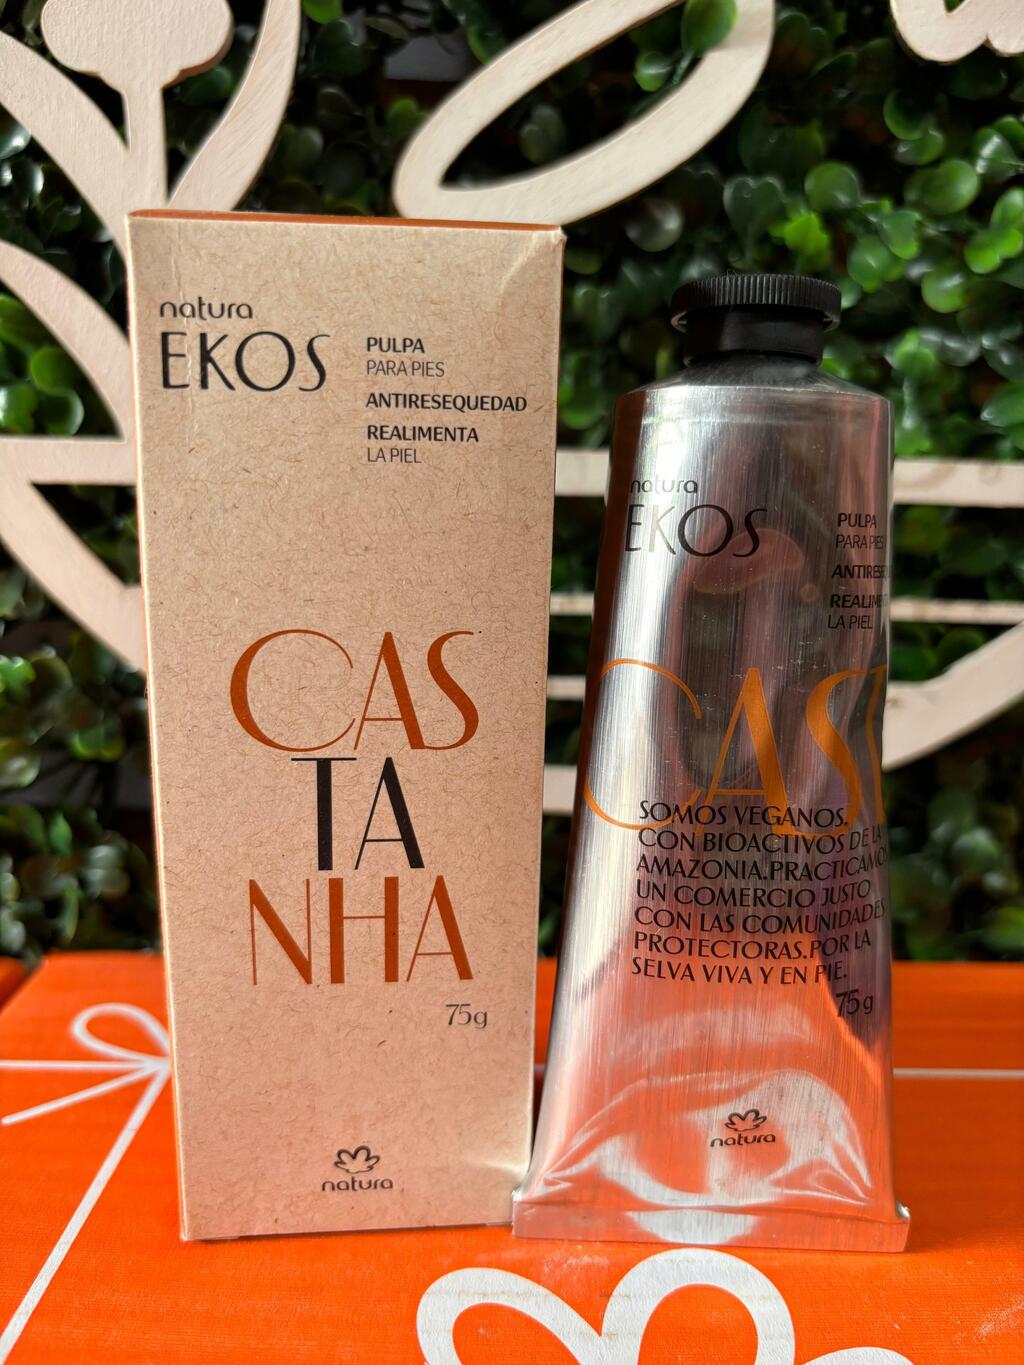 natura
EKOS
PULPA
PARA PIES
ANTIRESEQUEDAD
REALIMENTA
LA PIEL
CAS
TA
NHA
75g
natura
natura
EKOS
PULPA
PARA PIES
REALIMENTA
LA PIEL
SOMOS VEGANOS.
CON BIOACTIVOS DE LA
AMAZONIA.PRACTICAMOS
UN COMERCIO JUSTO
CON LAS COMUNIDADES
PROTECTORAS.POR LA
SELVA VIVA Y EN PIE.
75g
natura